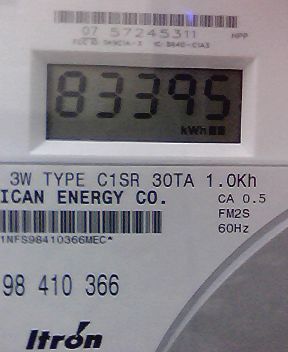 07 57245311 NPP
83395
kWh
3W TYPE C1SR 30TA 1.0Kh
ICAN ENERGY CO. CA 0.5
FM2S
1NFS98410366MEC* 60Hz
98 410 366
Itron